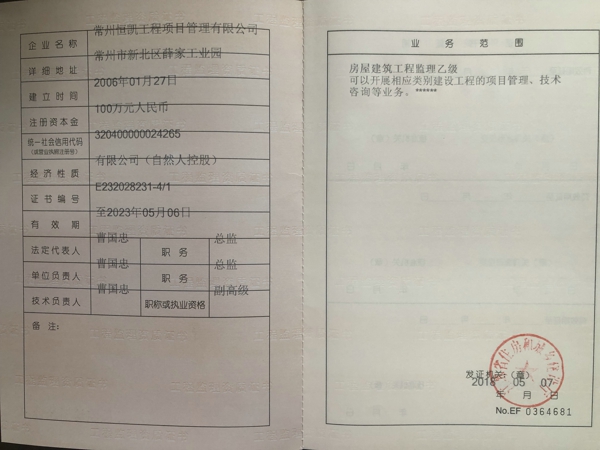 企业名称 常州恒凯工程项目管理有限公司
详细地址 常州市新北区薛家工业园
建立时间 2006年01月27日
注册资本金 100万元人民币
统一社会信用代码 320400000024265
(或营业执照注册号)
经济性质 有限公司（自然人控股）
证书编号 E232028231-4/1
有效期 至2023年05月06日
法定代表人 曹国忠 职务 总监
单位负责人 曹国忠 职务 总监
技术负责人 曹国忠 职称或执业资格 副高级
备注：
业务范围
房屋建筑工程监理乙级
可以开展相应类别建设工程的项目管理、技术
咨询等业务。******
发证机关：（章）
2018 05 07
年 月 日
No.EF 0364681